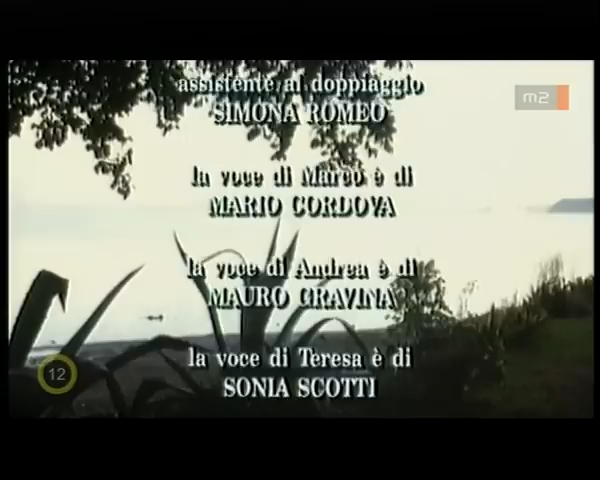 assistente al doppiaggio
SIMONA ROMEO
m2
la voce di Marco è di
MARIO CORDOVA
la voce di Andrea è di
MAURO GRAVINA
la voce di Teresa è di
SONIA SCOTTI
12